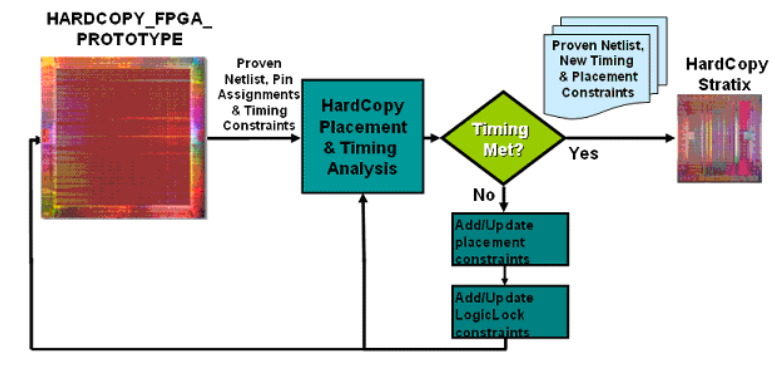 HARDCOPY_FPGA_
PROTOTYPE
Proven
Netlist, Pin
Assignments
& Timing
Constraints
HardCopy
Placement
& Timing
Analysis
Timing
Met?
Yes
No
Proven Netlist,
New Timing
& Placement
Constraints
HardCopy
Stratix
Add/Update
placement
constraints
Add/Update
LogicLock
constraints